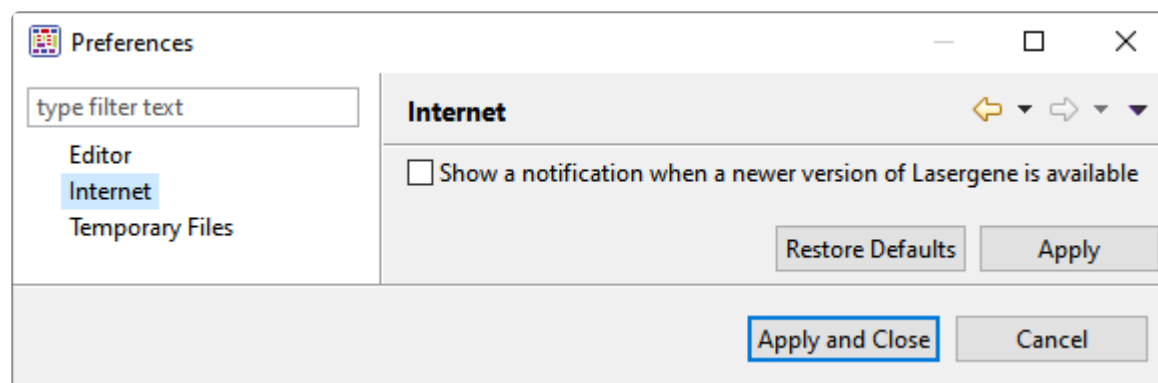 Preferences
type filter text
Editor
Internet
Temporary Files
Internet
Show a notification when a newer version of Lasergene is available
Restore Defaults
Apply
Apply and Close
Cancel